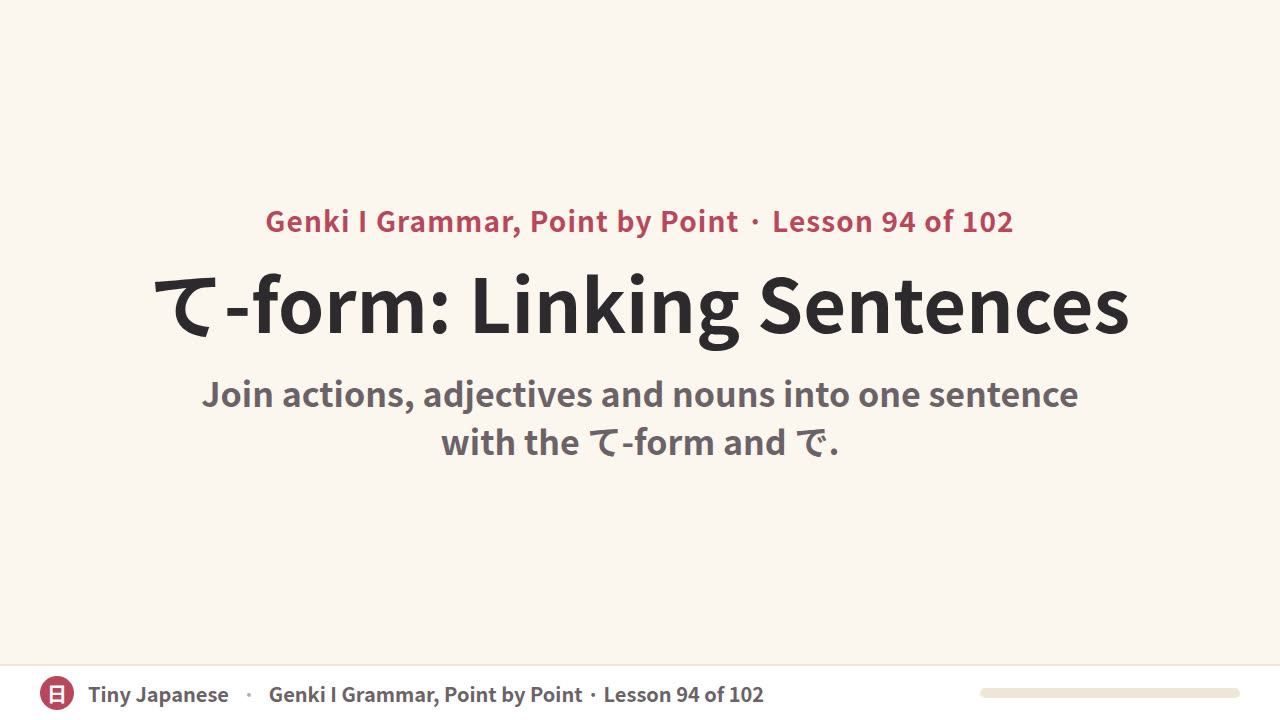 Genki I Grammar, Point by Point · Lesson 94 of 102
て-form: Linking Sentences
Join actions, adjectives and nouns into one sentence
with the て-form and で.
日 Tiny Japanese · Genki I Grammar, Point by Point · Lesson 94 of 102